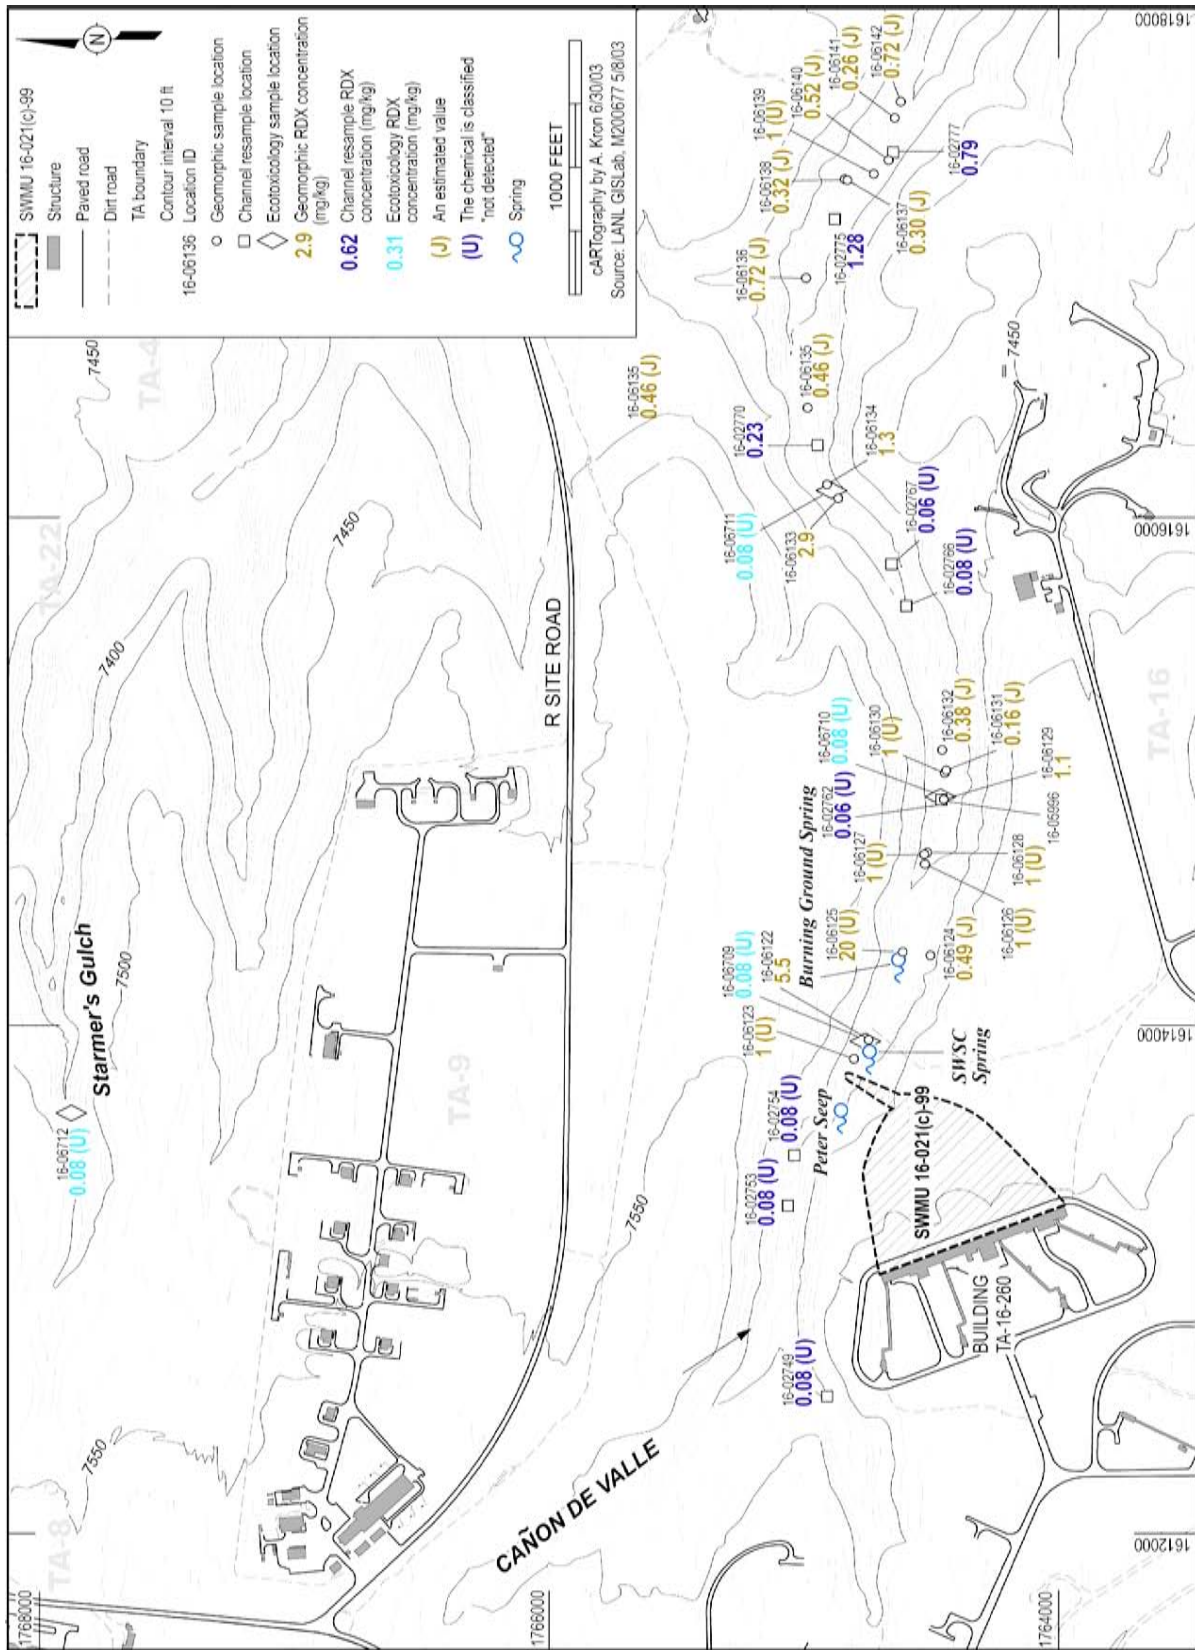 SWMU 16-021(c)-99
Structure
Paved road
Dirt road
TA boundary
Contour interval 10 ft
16-06136 Location ID
Geomorphic sample location
Channel resample location
Ecotoxicology sample location
2.9 Geomorphic RDX concentration
(mg/kg)
0.62 Channel resample RDX
concentration (mg/kg)
0.31 Ecotoxicology RDX
concentration (mg/kg)
(J) An estimated value
(U) The chemical is classified
"not detected"
Spring
1000 FEET
cARTography by A. Kron 6/30/03
Source: LANL GISLab, M200677 5/8/03
N
1768000
1766000
1764000
1612000
1614000
1616000
1618000
TA-8
TA-22
TA-4
TA-9
TA-16
7550
7500
7400
7450
7450
7550
7450
Starmer's Gulch
16-06712
0.08 (U)
R SITE ROAD
CAÑON DE VALLE
BUILDING
TA-16-260
SWMU 16-021(c)-99
Peter Seep
SWSC
Spring
Burning Ground Spring
16-02749
0.08 (U)
16-02753
0.08 (U)
16-02754
0.08 (U)
16-06123
1 (U)
16-06709
0.08 (U)
16-06122
5.5
16-06125
20 (U)
16-06124
0.49 (J)
16-06127
1 (U)
16-06126
1 (U)
16-06128
1 (U)
16-02762
0.06 (U)
16-06710
0.08 (U)
16-05996
16-06129
1.1
16-06130
1 (U)
16-06131
0.16 (J)
16-06132
0.38 (J)
16-02766
0.08 (U)
16-02767
0.06 (U)
16-06711
0.08 (U)
16-06133
2.9
16-06134
1.3
16-02770
0.23
16-06135
0.46 (J)
16-06135
0.46 (J)
16-06136
0.72 (J)
16-02775
1.28
16-06137
0.30 (J)
16-06138
0.32 (J)
16-06139
1 (U)
16-06140
0.52 (J)
16-02777
0.79
16-06141
0.26 (J)
16-06142
0.72 (J)